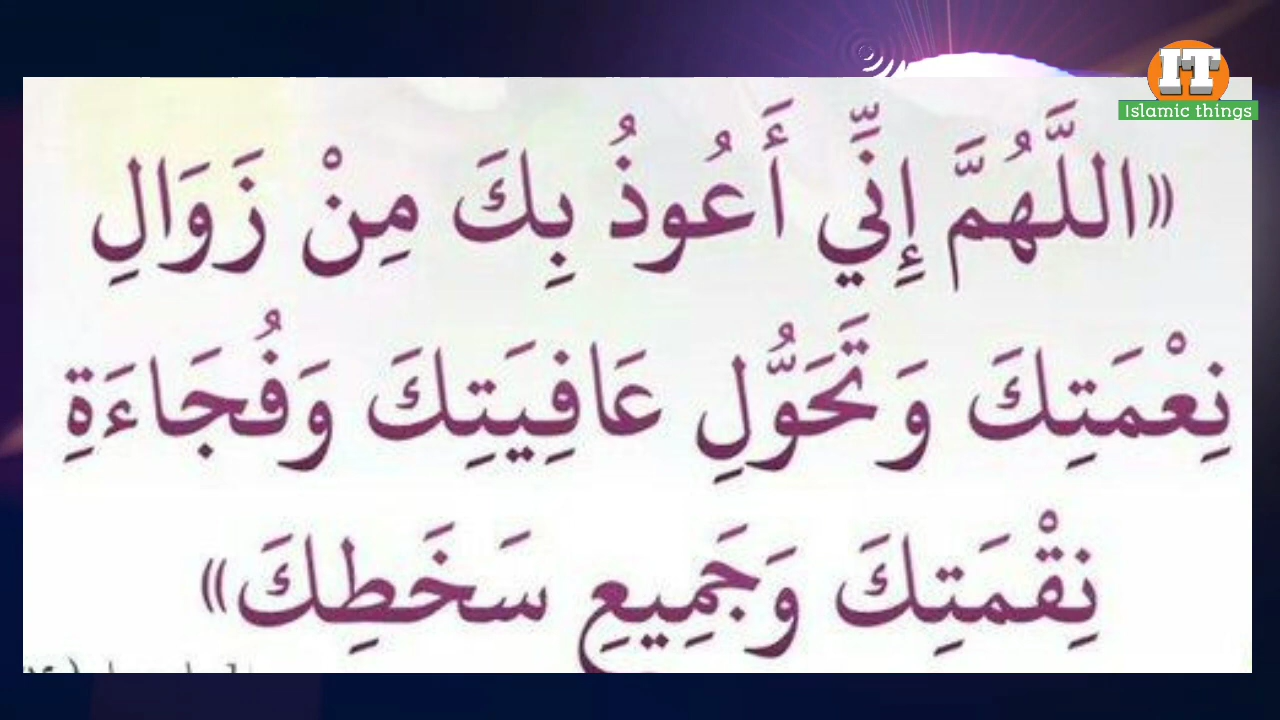 IT
Islamic things
«اللَّهُمَّ إِنِّي أَعُوذُ بِكَ مِنْ زَوَالِ
نِعْمَتِكَ وَتَحَوُّلِ عَافِيَتِكَ وَفُجَاءَةِ
نِقْمَتِكَ وَجَمِيعِ سَخَطِكَ»